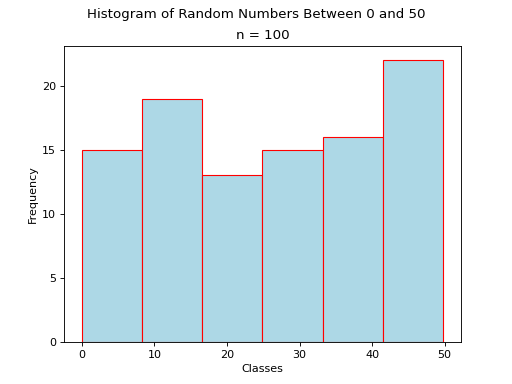 Histogram of Random Numbers Between 0 and 50
n = 100
20
15
10
5
0
Frequency
0 10 20 30 40 50
Classes